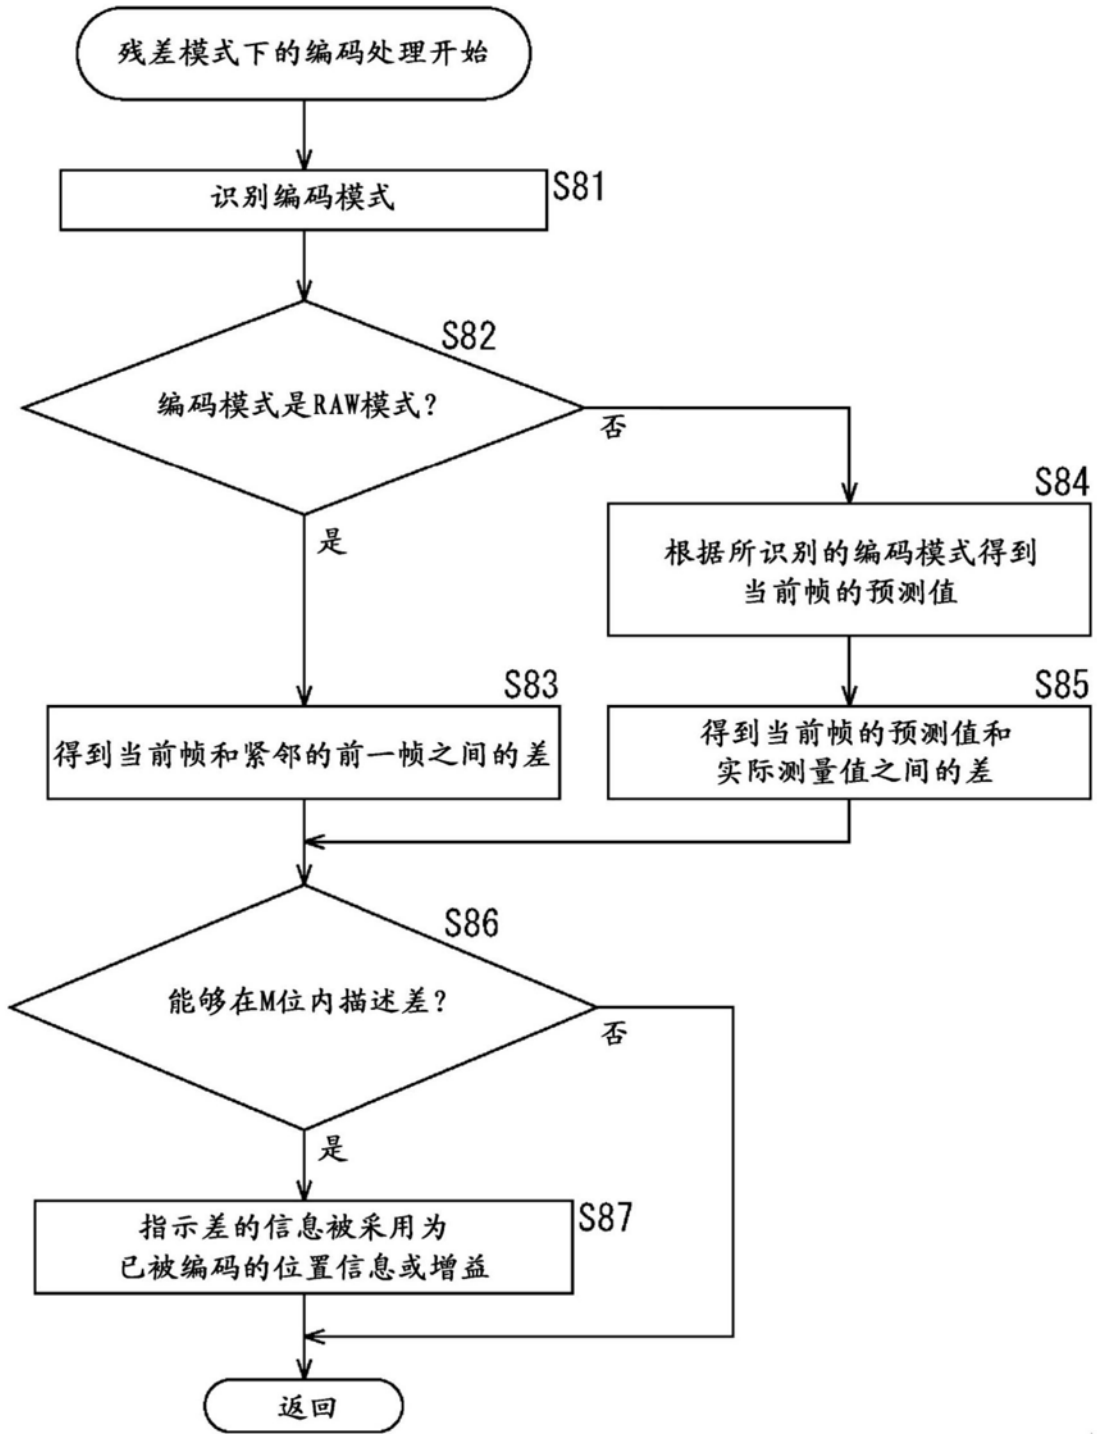 残差模式下的编码处理开始
识别编码模式
S81
S82
编码模式是RAW模式?
否
是
S84
根据所识别的编码模式得到
当前帧的预测值
S83
得到当前帧和紧邻的前一帧之间的差
S85
得到当前帧的预测值和
实际测量值之间的差
S86
能够在M位内描述差?
否
是
S87
指示差的信息被采用为
已被编码的位置信息或增益
返回